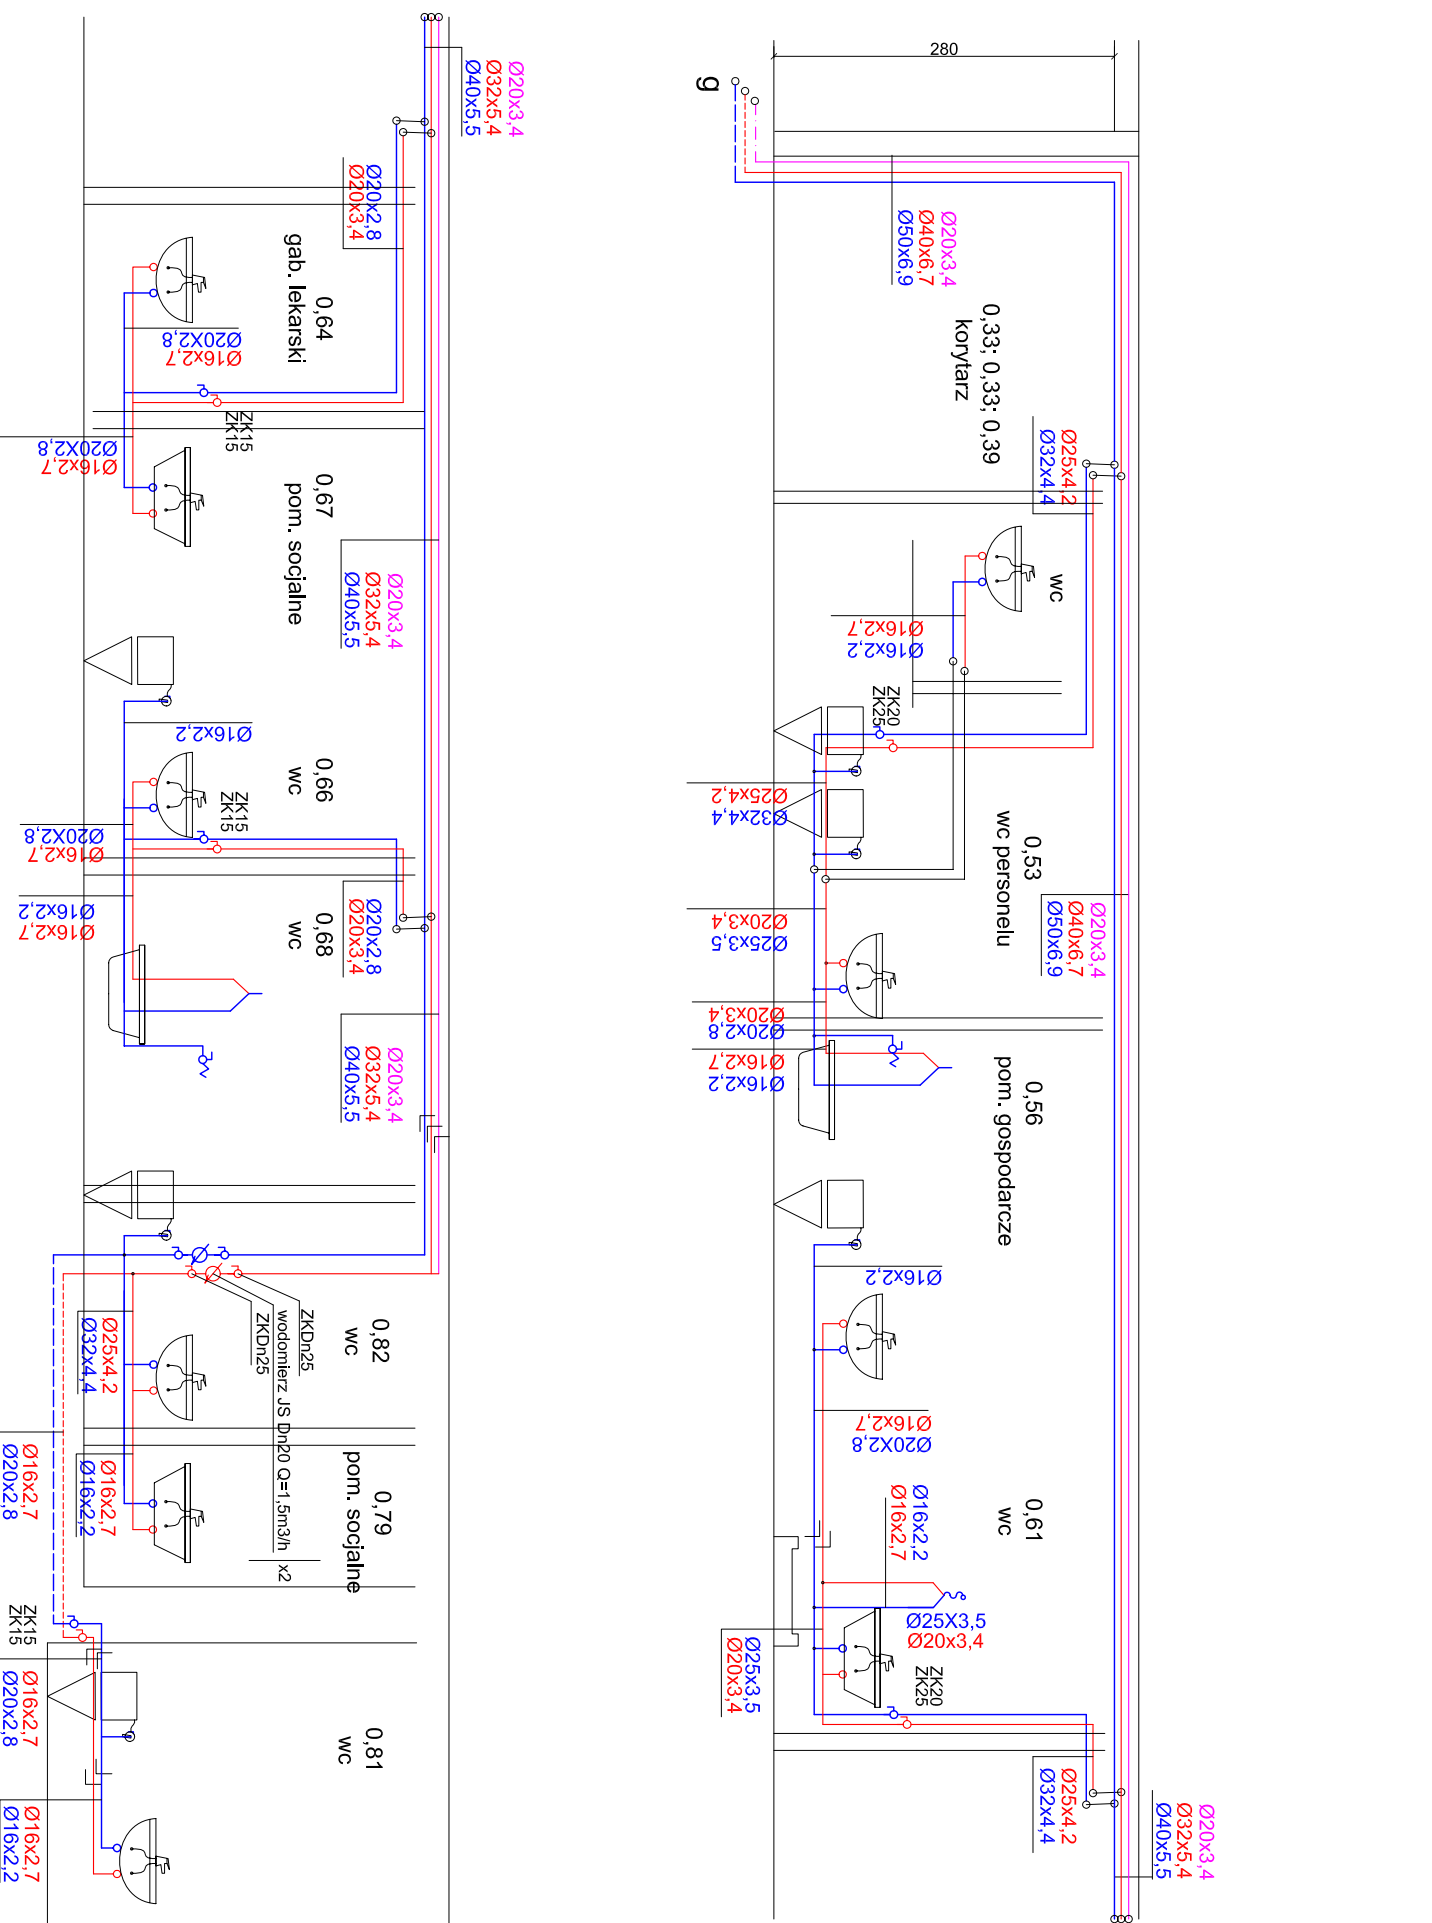 280
g
Ø20x3,4
Ø40x6,7
Ø50x6,9
0,33; 0,33; 0,39
korytarz
Ø25x4,2
Ø32x4,4
wc
Ø16x2,7
Ø16x2,2
ZK20
ZK25
Ø25x4,2
Ø32x4,4
0,53
wc personelu
Ø20x3,4
Ø40x6,7
Ø50x6,9
Ø20x3,4
Ø25x3,5
Ø20x3,4
Ø20x2,8
Ø16x2,7
Ø16x2,2
0,56
pom. gospodarcze
Ø16x2,2
Ø16x2,7
Ø20X2,8
0,61
wc
Ø16x2,2
Ø16x2,7
Ø25X3,5
Ø20x3,4
ZK20
ZK25
Ø25x3,5
Ø20x3,4
Ø25x4,2
Ø32x4,4
Ø20x3,4
Ø32x5,4
Ø40x5,5
Ø20x3,4
Ø32x5,4
Ø40x5,5
Ø20x2,8
Ø20x3,4
0,64
gab. lekarski
Ø20X2,8
Ø16x2,7
ZK15
ZK15
Ø20X2,8
Ø16x2,7
0,67
pom. socjalne
Ø20x3,4
Ø32x5,4
Ø40x5,5
Ø16x2,2
0,66
wc
ZK15
ZK15
Ø20X2,8
Ø16x2,7
Ø16x2,2
Ø16x2,7
Ø20x2,8
Ø20x3,4
0,68
wc
Ø20x3,4
Ø32x5,4
Ø40x5,5
ZKDn25
wodomierz JS Dn20 Q=1,5m3/h
x2
ZKDn25
0,82
wc
Ø25x4,2
Ø32x4,4
0,79
pom. socjalne
Ø16x2,7
Ø16x2,2
Ø16x2,7
Ø20x2,8
ZK15
ZK15
Ø16x2,7
Ø20x2,8
0,81
wc
Ø16x2,7
Ø16x2,2